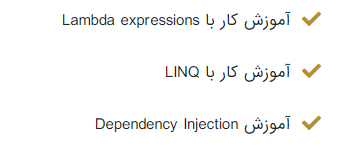 آموزش کار با Lambda expressions
آموزش کار با LINQ
آموزش Dependency Injection